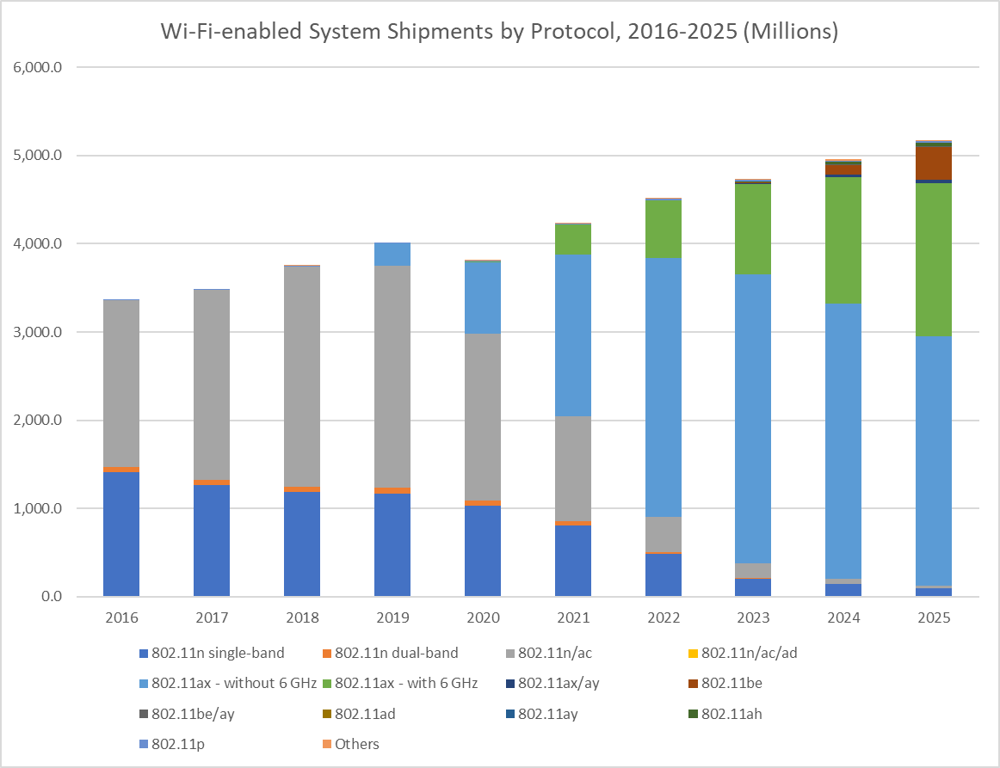 Wi-Fi-enabled System Shipments by Protocol, 2016-2025 (Millions)
6,000.0
5,000.0
4,000.0
3,000.0
2,000.0
1,000.0
0.0
2016 2017 2018 2019 2020 2021 2022 2023 2024 2025
802.11n single-band 802.11n dual-band 802.11n/ac 802.11n/ac/ad
802.11ax - without 6 GHz 802.11ax - with 6 GHz 802.11ax/ay 802.11be
802.11be/ay 802.11ad 802.11ay 802.11ah
802.11p Others